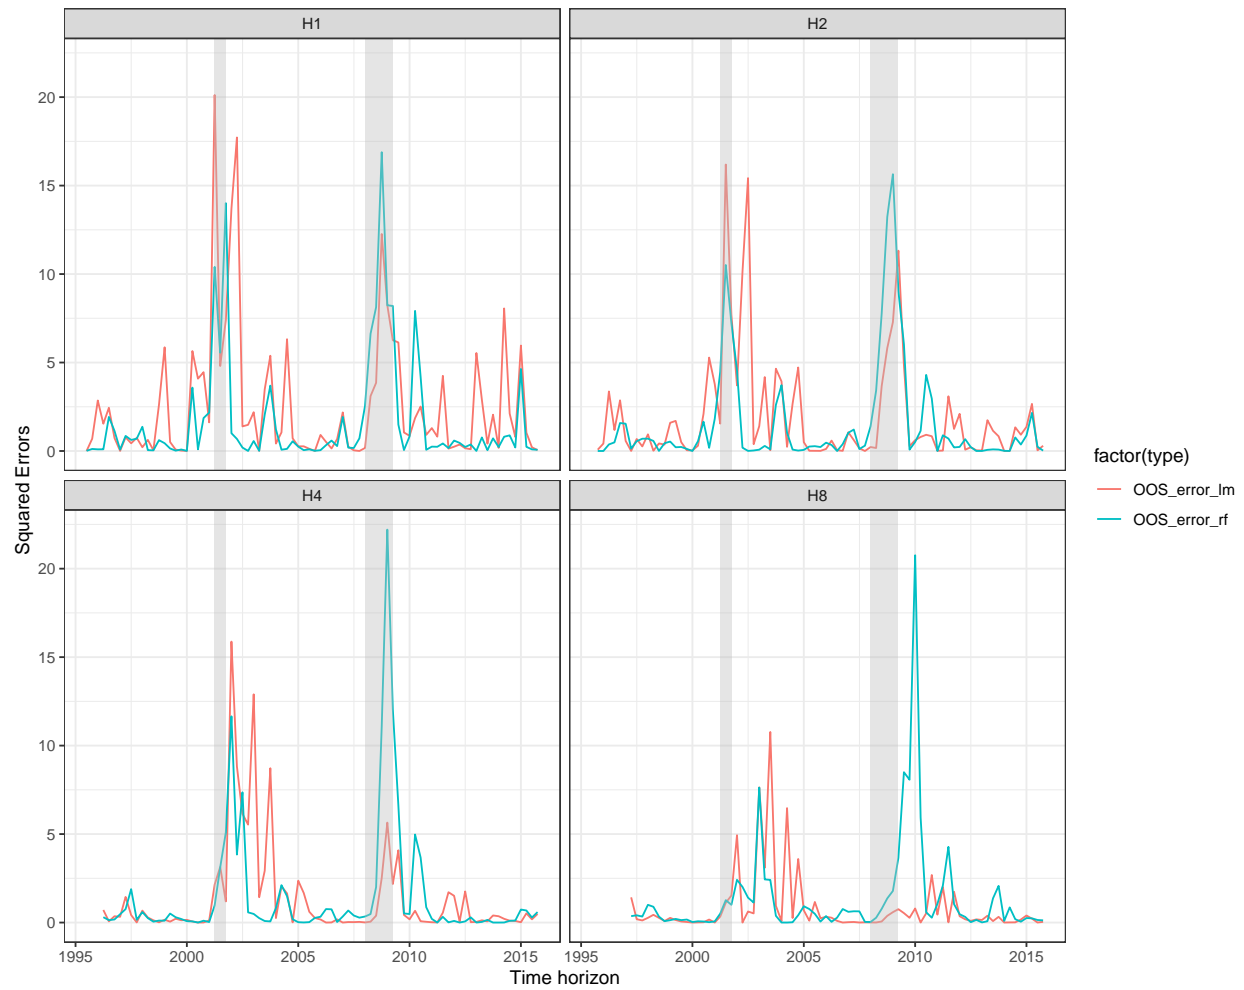 H1
H2
20
15
10
5
0
H4
H8
20
15
10
5
0
1995 2000 2005 2010 2015
1995 2000 2005 2010 2015
Time horizon
Squared Errors
factor(type)
OOS_error_lm
OOS_error_rf